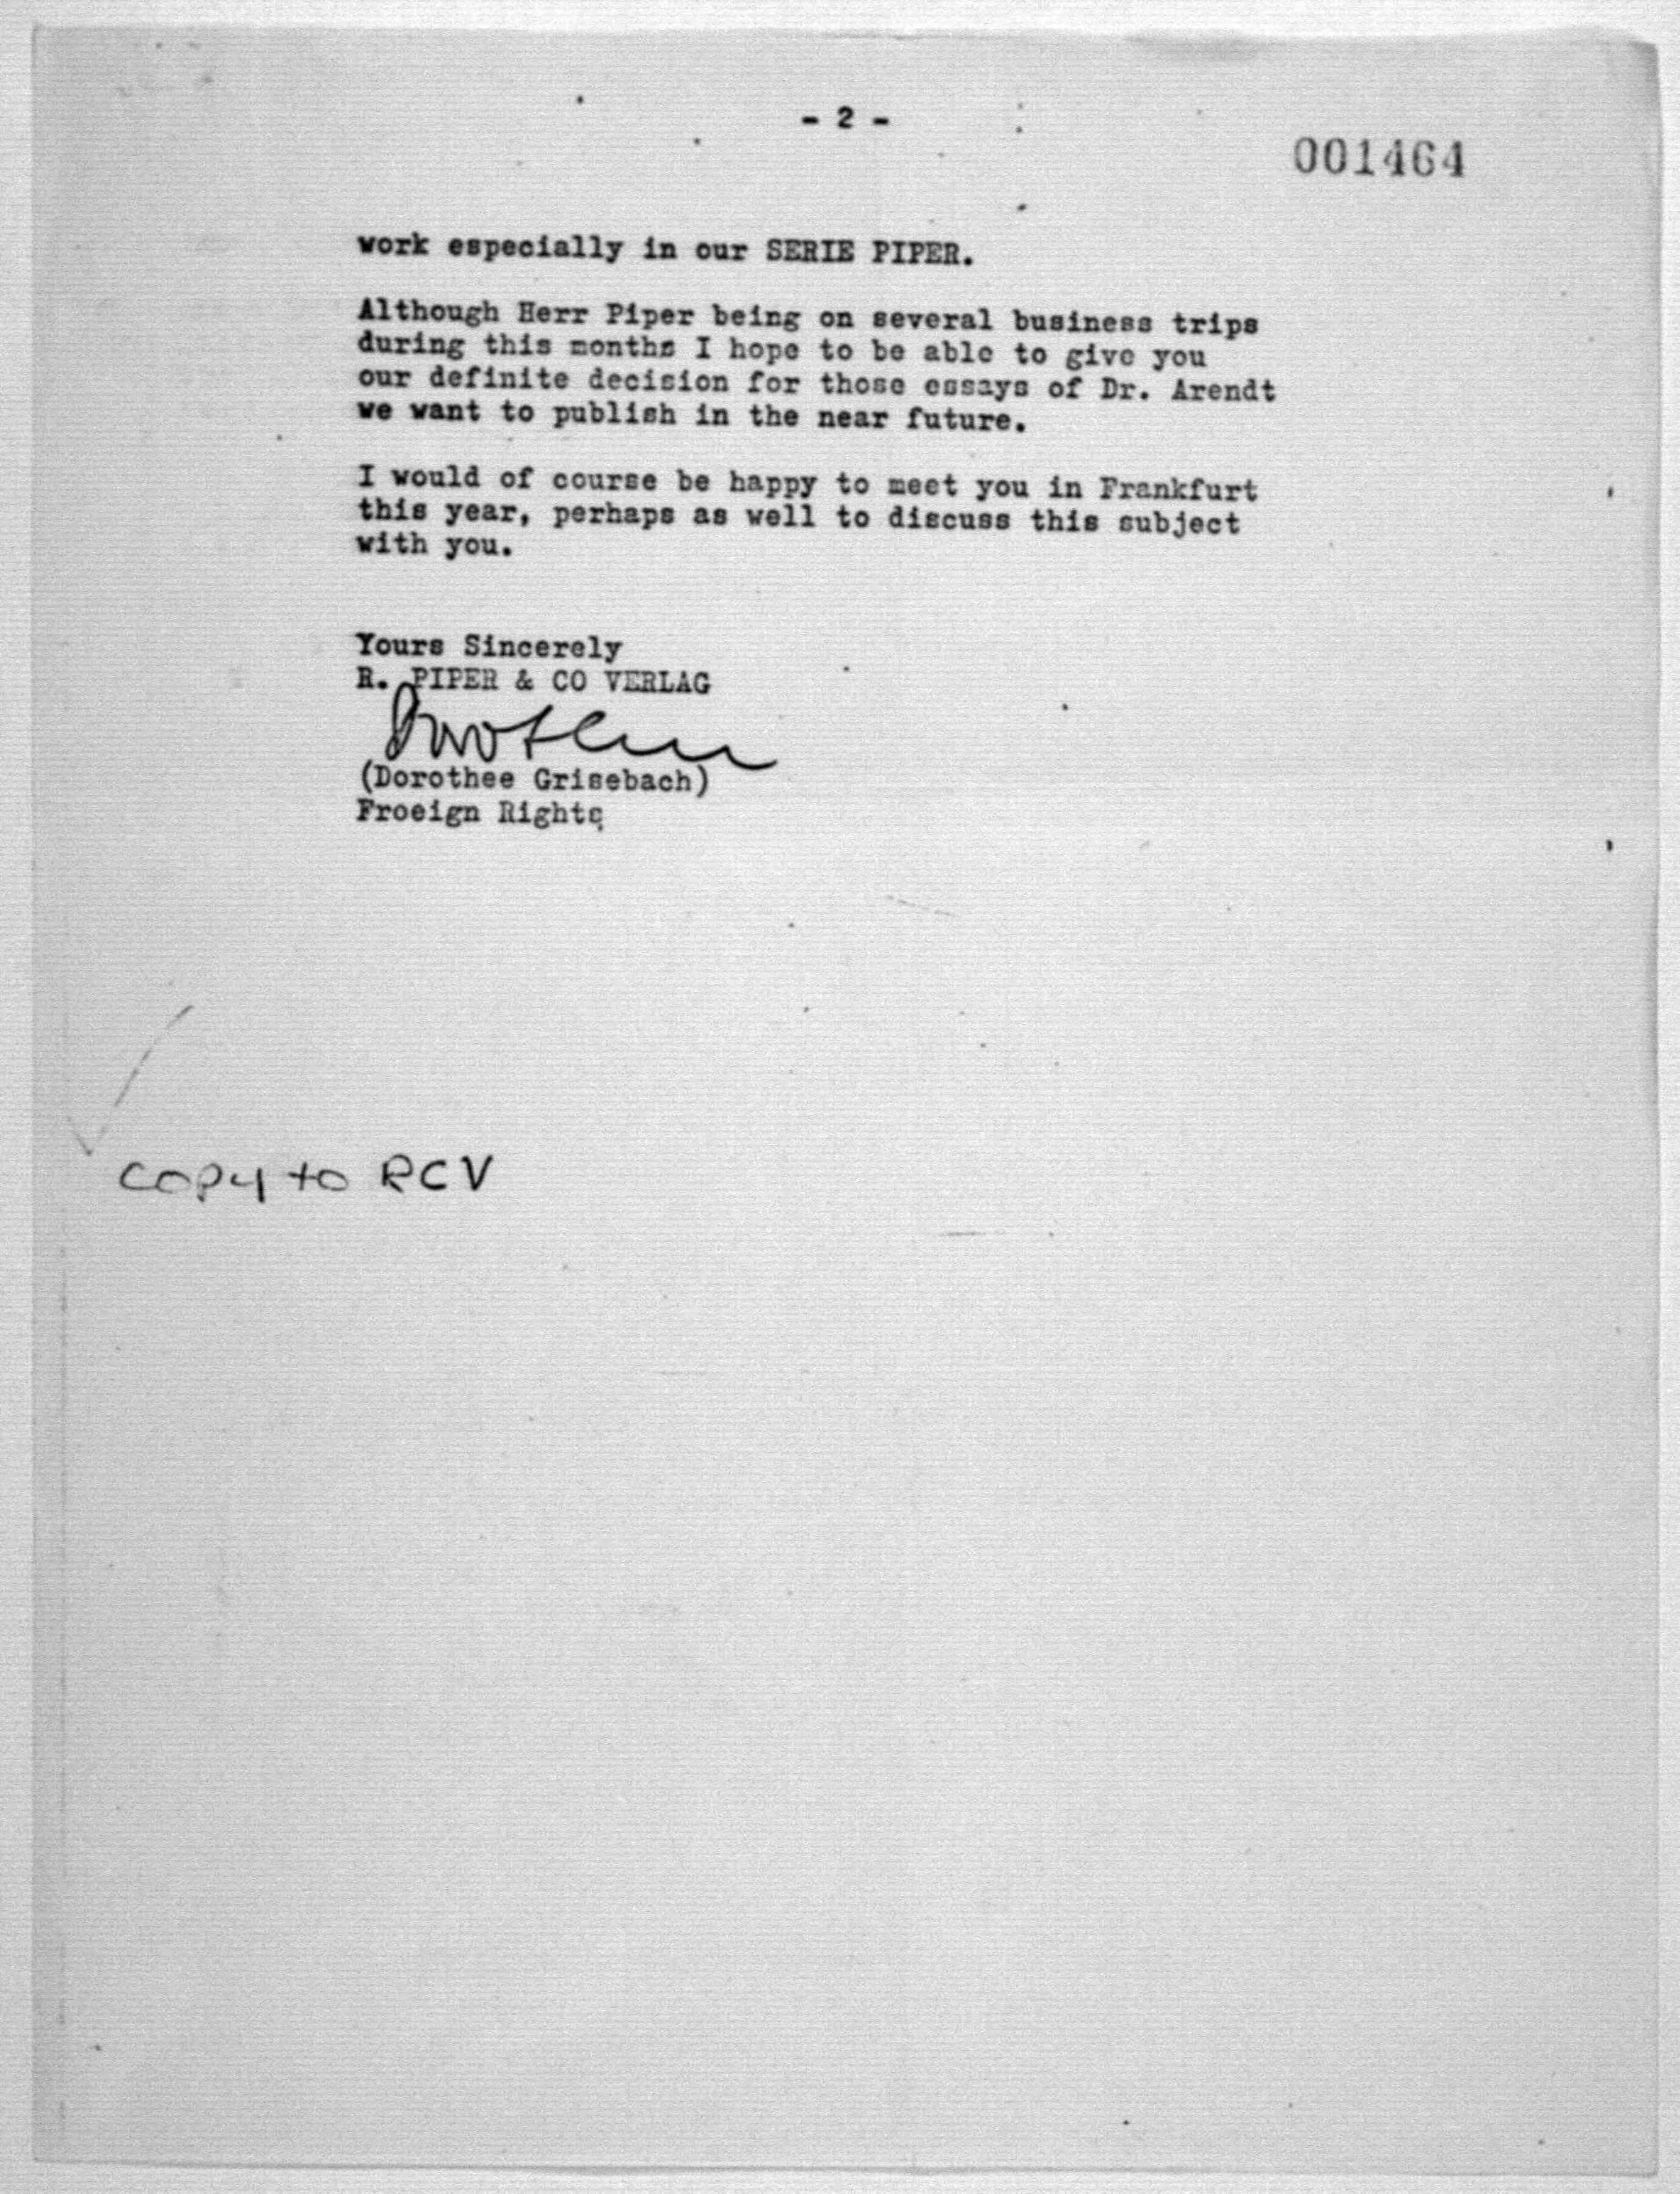 - 2 -
001464
work especially in our SERIE PIPER.
Although Herr Piper being on several business trips
during this months I hope to be able to give you
our definite decision for those essays of Dr. Arendt
we want to publish in the near future.
I would of course be happy to meet you in Frankfurt
this year, perhaps as well to discuss this subject
with you.
Yours Sincerely
R. PIPER & CO VERLAG
(Dorothee Grisebach)
Froeign Rights
copy to RCV